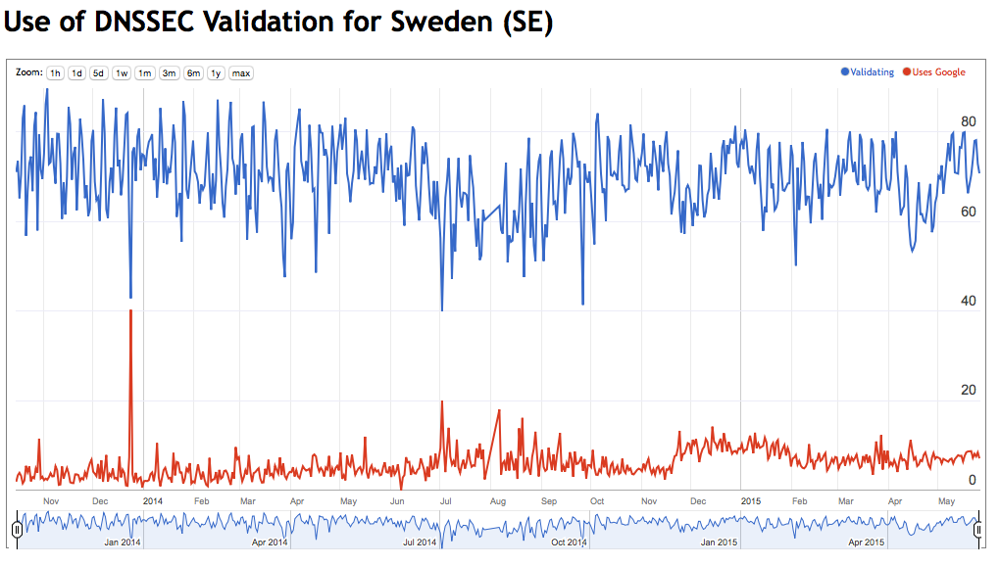 Use of DNSSEC Validation for Sweden (SE)
Zoom: 1h 1d 5d 1w 1m 3m 6m 1y max Validating Uses Google
80
60
40
20
0
Nov Dec 2014 Feb Mar Apr May Jun Jul Aug Sep Oct Nov Dec 2015 Feb Mar Apr May
Jan 2014 Apr 2014 Jul 2014 Oct 2014 Jan 2015 Apr 2015